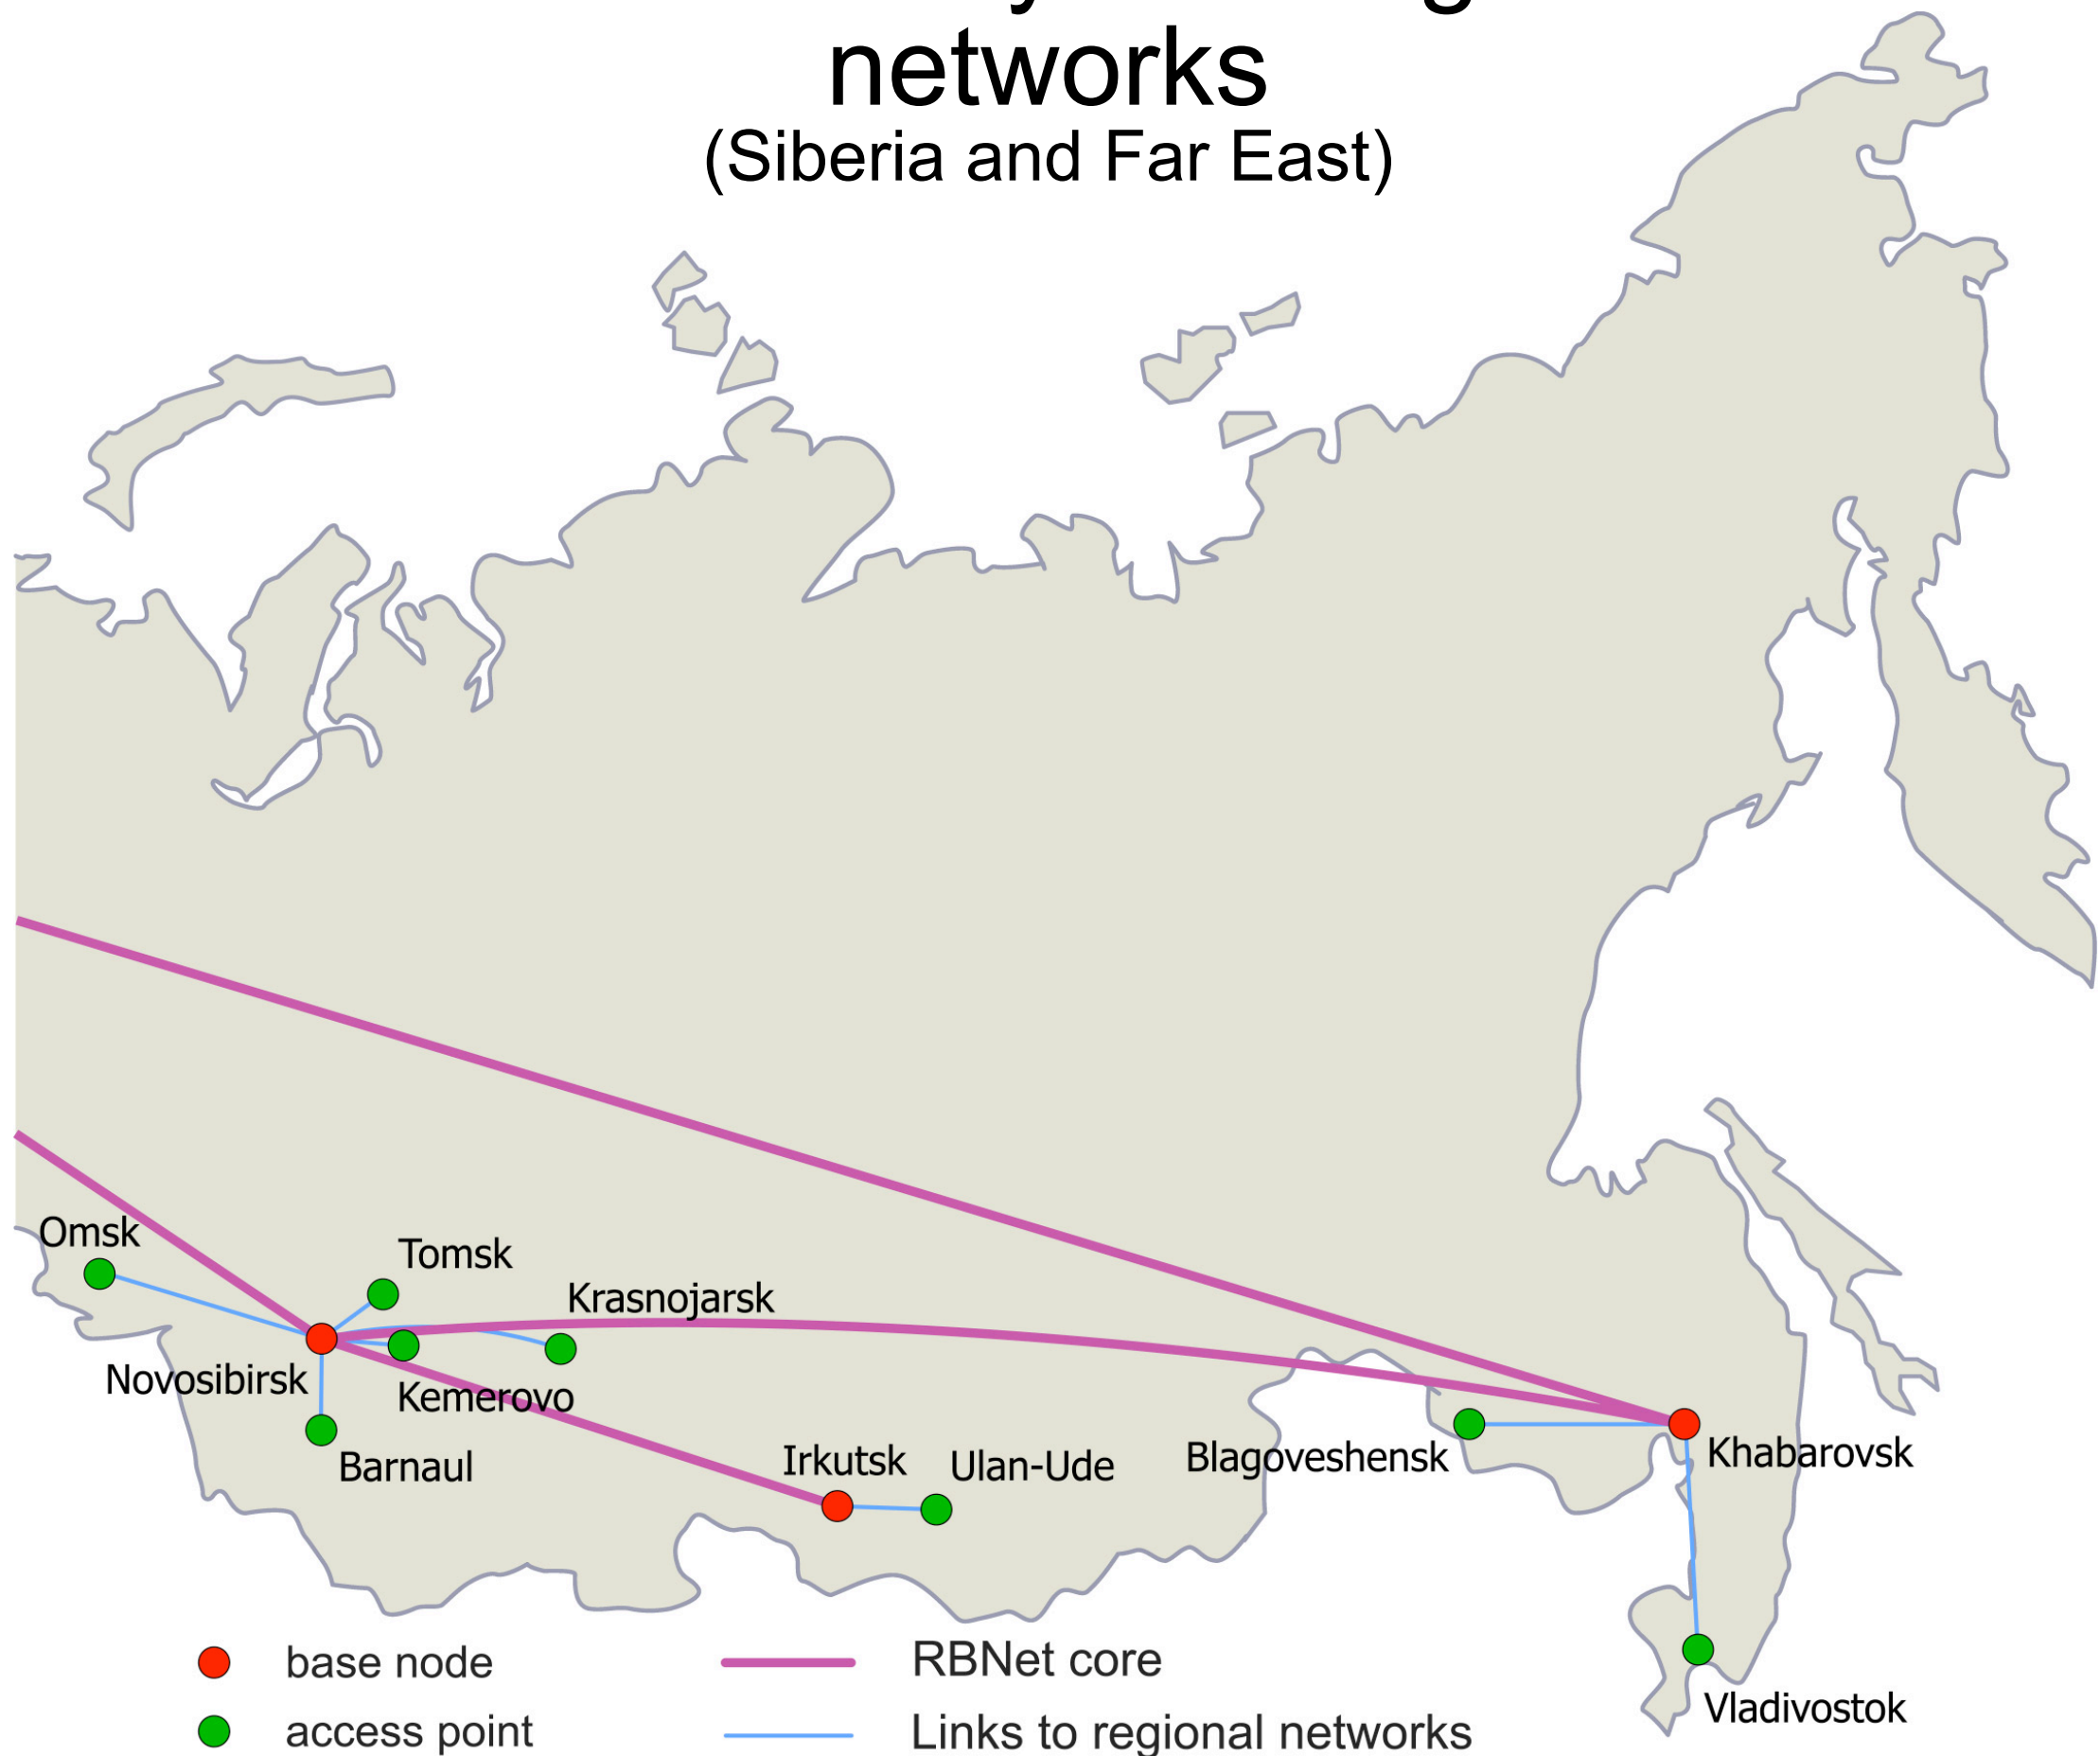 networks
(Siberia and Far East)
Omsk
Tomsk
Krasnojarsk
Novosibirsk
Kemerovo
Barnaul
Irkutsk
Ulan-Ude
Blagoveshensk
Khabarovsk
Vladivostok
base node
RBNet core
access point
Links to regional networks